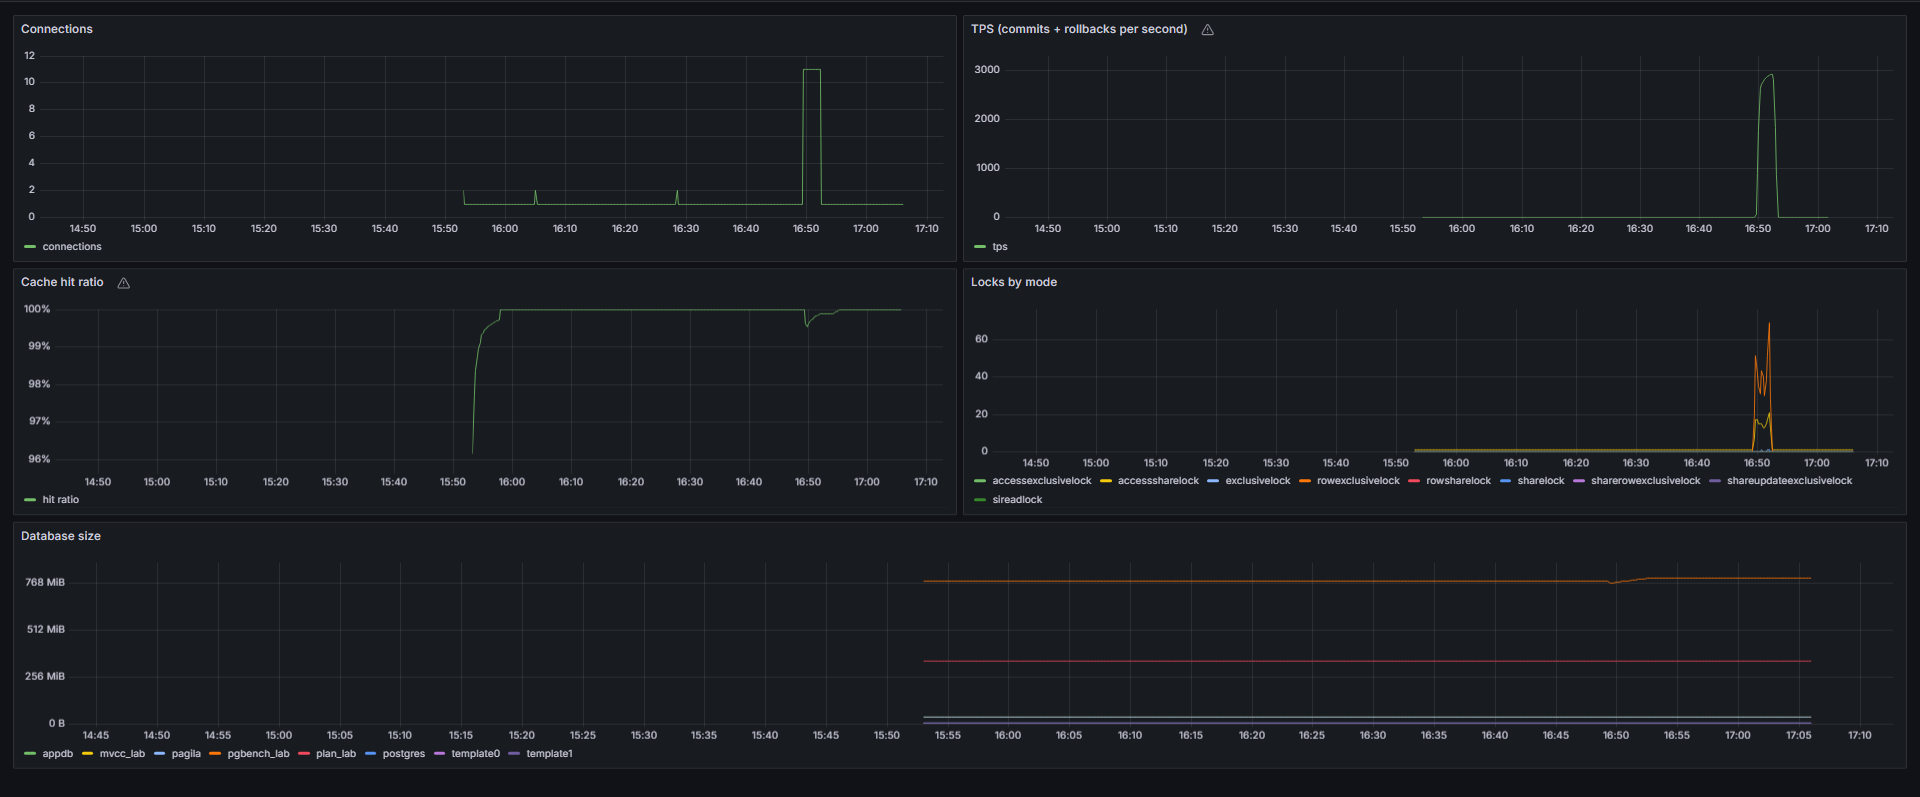 Connections
12
10
8
6
4
2
0
14:50 15:00 15:10 15:20 15:30 15:40 15:50 16:00 16:10 16:20 16:30 16:40 16:50 17:00 17:10
connections
TPS (commits + rollbacks per second)
3000
2000
1000
0
14:50 15:00 15:10 15:20 15:30 15:40 15:50 16:00 16:10 16:20 16:30 16:40 16:50 17:00 17:10
tps
Cache hit ratio
100%
99%
98%
97%
96%
14:50 15:00 15:10 15:20 15:30 15:40 15:50 16:00 16:10 16:20 16:30 16:40 16:50 17:00 17:10
hit ratio
Locks by mode
60
40
20
0
14:50 15:00 15:10 15:20 15:30 15:40 15:50 16:00 16:10 16:20 16:30 16:40 16:50 17:00 17:10
accessexclusivelock accesssharelock exclusivelock rowexclusivelock rowsharelock sharelock sharerowexclusivelock shareupdateexclusivelock
sireadlock
Database size
768 MiB
512 MiB
256 MiB
0 B
14:45 14:50 14:55 15:00 15:05 15:10 15:15 15:20 15:25 15:30 15:35 15:40 15:45 15:50 15:55 16:00 16:05 16:10 16:15 16:20 16:25 16:30 16:35 16:40 16:45 16:50 16:55 17:00 17:05 17:10
appdb mvcc_lab pagila pgbench_lab plan_lab postgres template0 template1